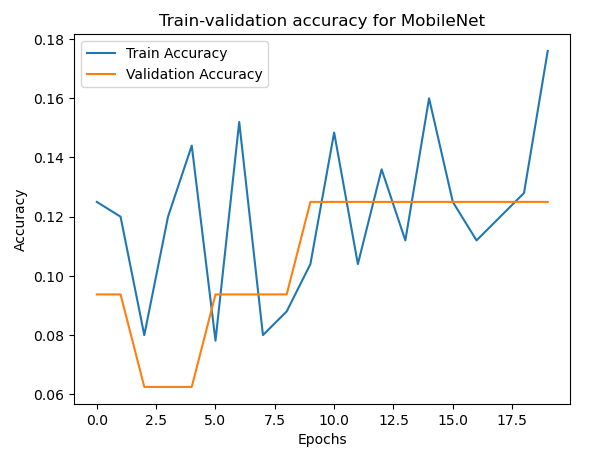 Train-validation accuracy for MobileNet
Train Accuracy
Validation Accuracy
Accuracy
0.18
0.16
0.14
0.12
0.10
0.08
0.06
0.0 2.5 5.0 7.5 10.0 12.5 15.0 17.5
Epochs